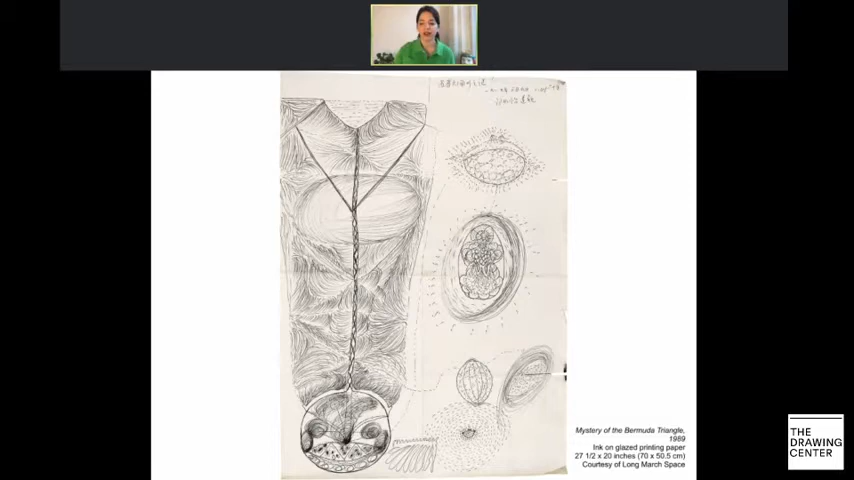 Mystery of the Bermuda Triangle,
1989
Ink on glazed printing paper
27 1/2 x 20 inches (70 x 50.5 cm)
Courtesy of Long March Space
THE
DRAWING
CENTER